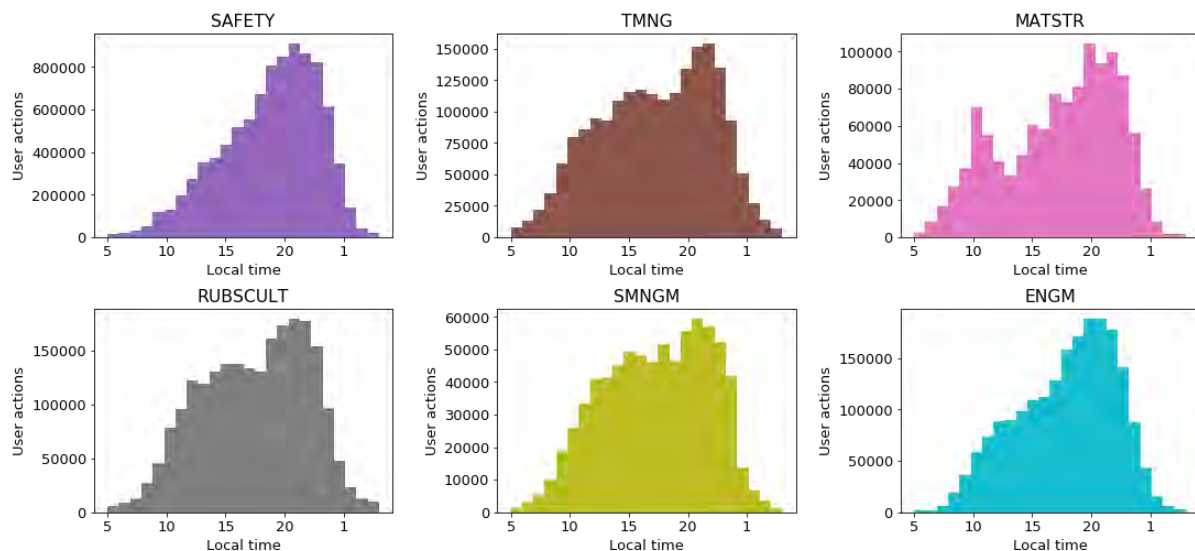 SAFETY
800000
600000
400000
200000
0
User actions
5 10 15 20 1
Local time
TMNG
150000
125000
100000
75000
50000
25000
0
User actions
5 10 15 20 1
Local time
MATSTR
100000
80000
60000
40000
20000
0
User actions
5 10 15 20 1
Local time
RUBSCULT
150000
100000
50000
0
User actions
5 10 15 20 1
Local time
SMNGM
60000
50000
40000
30000
20000
10000
0
User actions
5 10 15 20 1
Local time
ENGM
150000
100000
50000
0
User actions
5 10 15 20 1
Local time